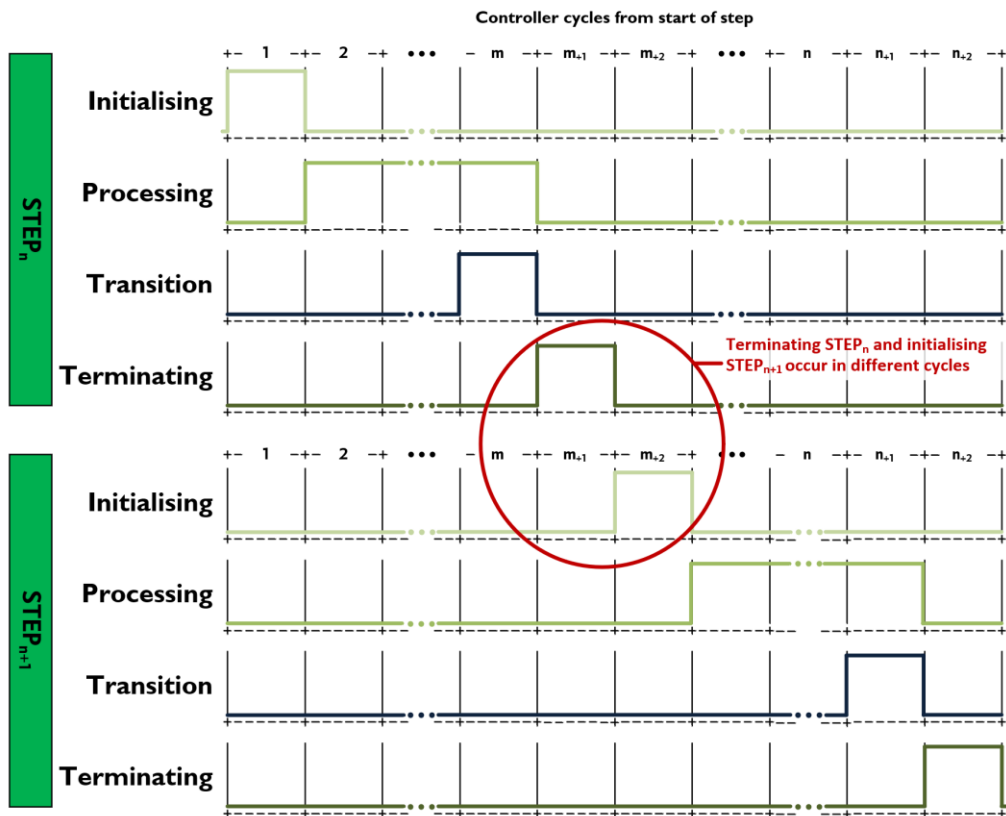 Controller cycles from start of step
1 2 ••• m m+1 m+2 ••• n n+1 n+2
STEPn
Initialising
Processing
Transition
Terminating
Terminating STEPn and initialising
STEPn+1 occur in different cycles
1 2 ••• m m+1 m+2 ••• n n+1 n+2
STEPn+1
Initialising
Processing
Transition
Terminating